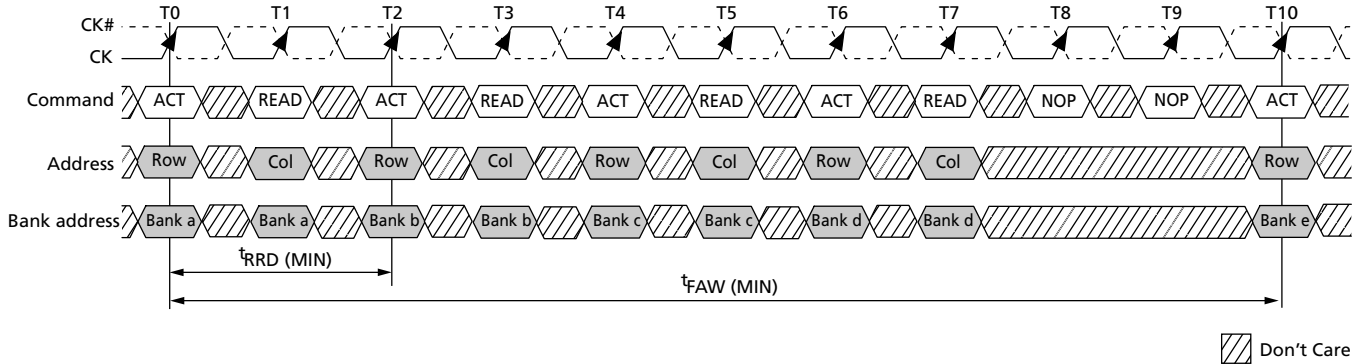 T0 T1 T2 T3 T4 T5 T6 T7 T8 T9 T10
CK#
CK
Command ACT READ ACT READ ACT READ ACT READ NOP NOP ACT
Address Row Col Row Col Row Col Row Col Row
Bank address Bank a Bank a Bank b Bank b Bank c Bank c Bank d Bank d Bank e
tRRD (MIN)
tFAW (MIN)
Don't Care